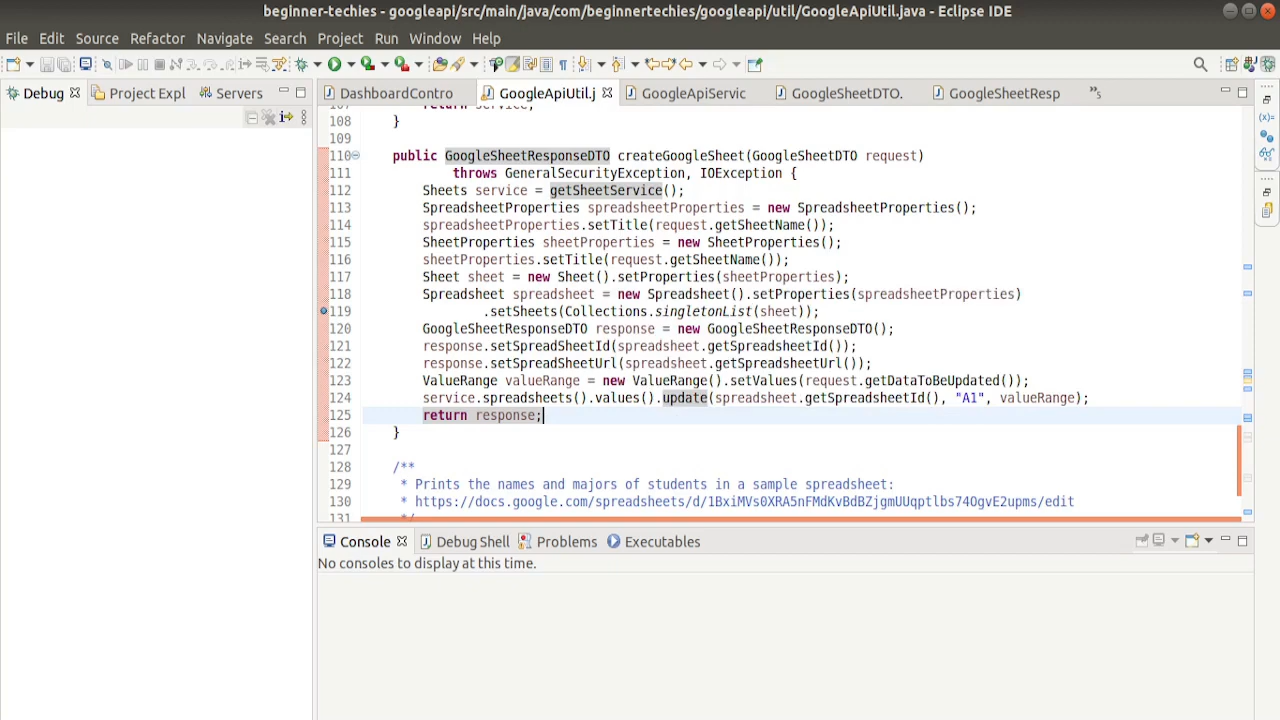 beginner-techies - googleapi/src/main/java/com/beginnertechies/googleapi/util/GoogleApiUtil.java - Eclipse IDE
File Edit Source Refactor Navigate Search Project Run Window Help
Debug Project Expl Servers
DashboardContro GoogleApiUtil.j GoogleApiServic GoogleSheetDTO. GoogleSheetResp »5
107 return service;
108 }
109
110 public GoogleSheetResponseDTO createGoogleSheet(GoogleSheetDTO request)
111 throws GeneralSecurityException, IOException {
112 Sheets service = getSheetService();
113 SpreadsheetProperties spreadsheetProperties = new SpreadsheetProperties();
114 spreadsheetProperties.setTitle(request.getSheetName());
115 SheetProperties sheetProperties = new SheetProperties();
116 sheetProperties.setTitle(request.getSheetName());
117 Sheet sheet = new Sheet().setProperties(sheetProperties);
118 Spreadsheet spreadsheet = new Spreadsheet().setProperties(spreadsheetProperties)
119 .setSheets(Collections.singletonList(sheet));
120 GoogleSheetResponseDTO response = new GoogleSheetResponseDTO();
121 response.setSpreadSheetId(spreadsheet.getSpreadsheetId());
122 response.setSpreadSheetUrl(spreadsheet.getSpreadsheetUrl());
123 ValueRange valueRange = new ValueRange().setValues(request.getDataToBeUpdated());
124 service.spreadsheets().values().update(spreadsheet.getSpreadsheetId(), "A1", valueRange);
125 return response;
126 }
127
128 /**
129 * Prints the names and majors of students in a sample spreadsheet:
130 * https://docs.google.com/spreadsheets/d/1BxiMVs0XRA5nFMdKvBdBZjgmUUqptlbs74OgvE2upms/edit
131 */
Console Debug Shell Problems Executables
No consoles to display at this time.